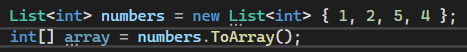 List<int> numbers = new List<int> { 1, 2, 5, 4 };
int[] array = numbers.ToArray();